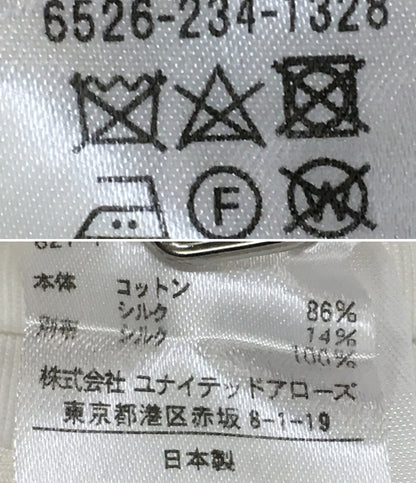 6526-234-1328
F
W
本体 コットン 86%
シルク 14%
別布 シルク 100%
株式会社 ユナイテッドアローズ
東京都港区赤坂 8-1-19
日本製